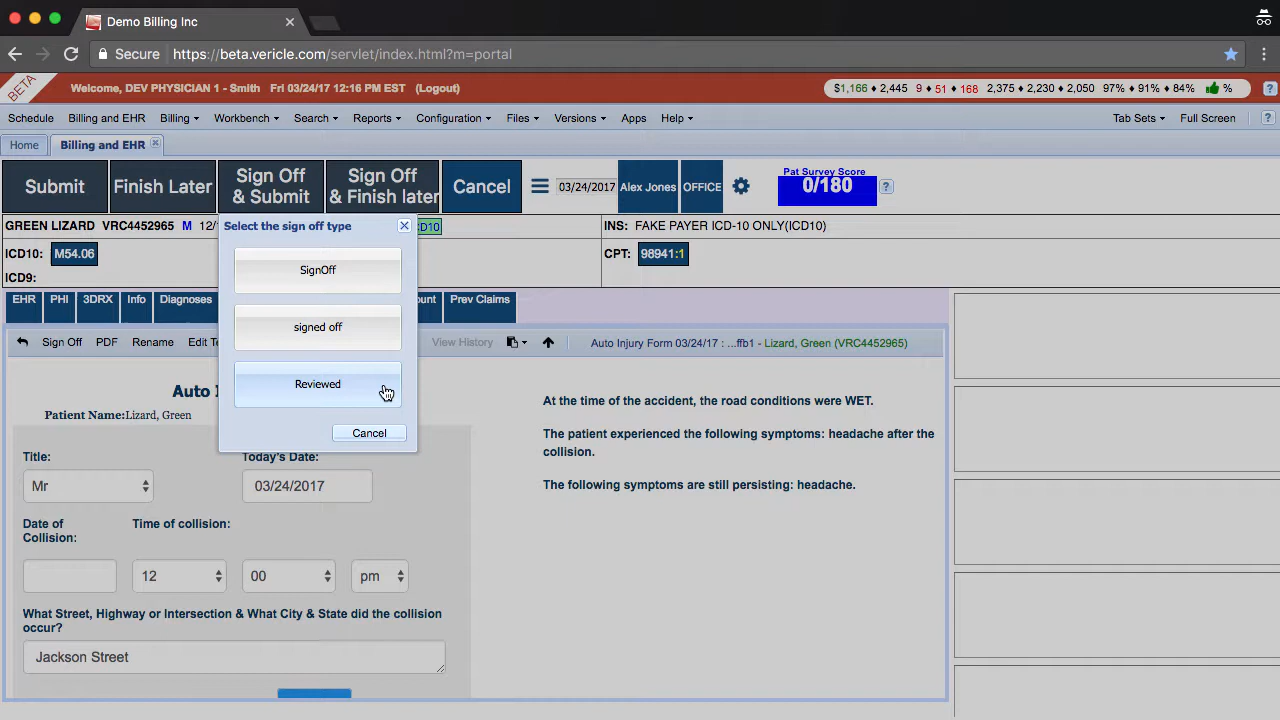 Demo Billing Inc
Secure
https://beta.vericle.com/servlet/index.html?m=portal
BETA
Welcome, DEV PHYSICIAN 1 - Smith Fri 03/24/17 12:16 PM EST (Logout)
$1,166 ♦ 2,445 9 ♦ 51 ♦ 168 2,375 ♦ 2,230 ♦ 2,050 97% ♦ 91% ♦ 84% %
?
Schedule Billing and EHR Billing Workbench Search Reports Configuration Files Versions Apps Help Tab Sets Full Screen ?
Home Billing and EHR
Submit
Finish Later
Sign Off
& Submit
Sign Off
& Finish later
Cancel
03/24/2017
Alex Jones
OFFICE
Pat Survey Score
0/180
?
GREEN LIZARD VRC4452965 M 12/
INS: FAKE PAYER ICD-10 ONLY(ICD10)
ICD10: M54.06
CPT: 98941:1
ICD9:
Select the sign off type
SignOff
signed off
Reviewed
Cancel
EHR PHI 3DRX Info Diagnoses Prev Claims
Sign Off PDF Rename View History
Auto Injury Form 03/24/17 : ...ffb1 - Lizard, Green (VRC4452965)
Patient Name:Lizard, Green
Title:
Today's Date:
Mr
03/24/2017
Date of
Collision:
Time of collision:
12
00
pm
What Street, Highway or Intersection & What City & State did the collision
occur?
Jackson Street
At the time of the accident, the road conditions were WET.
The patient experienced the following symptoms: headache after the
collision.
The following symptoms are still persisting: headache.